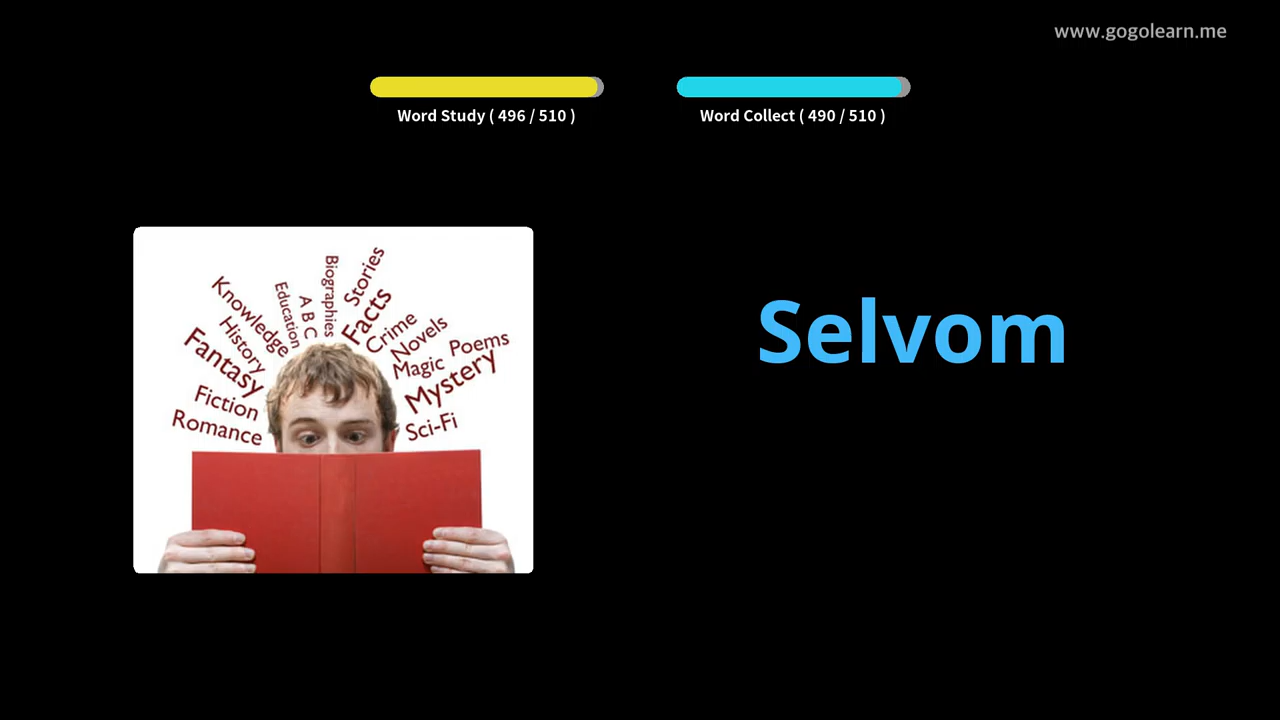 www.gogolearn.me
Word Study ( 496 / 510 )
Word Collect ( 490 / 510 )
Selvom
Biographies
Stories
Education
A B C
Facts
Knowledge
Crime
History
Novels
Poems
Fantasy
Magic
Mystery
Fiction
Romance
Sci-Fi